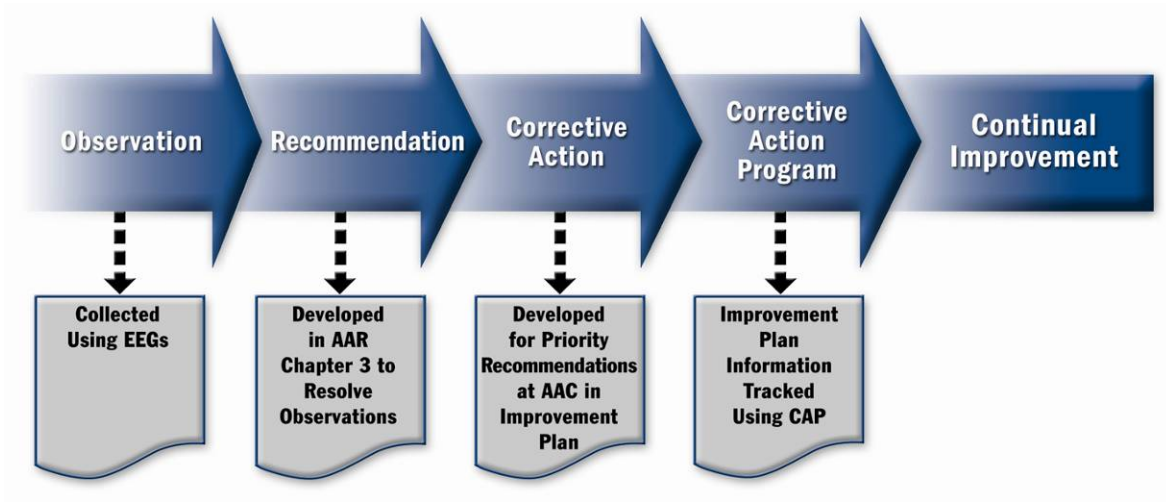 Observation
Recommendation
Corrective
Action
Corrective
Action
Program
Continual
Improvement
Collected
Using EEGs
Developed
in AAR
Chapter 3 to
Resolve
Observations
Developed
for Priority
Recommendations
at AAC in
Improvement
Plan
Improvement
Plan
Information
Tracked
Using CAP